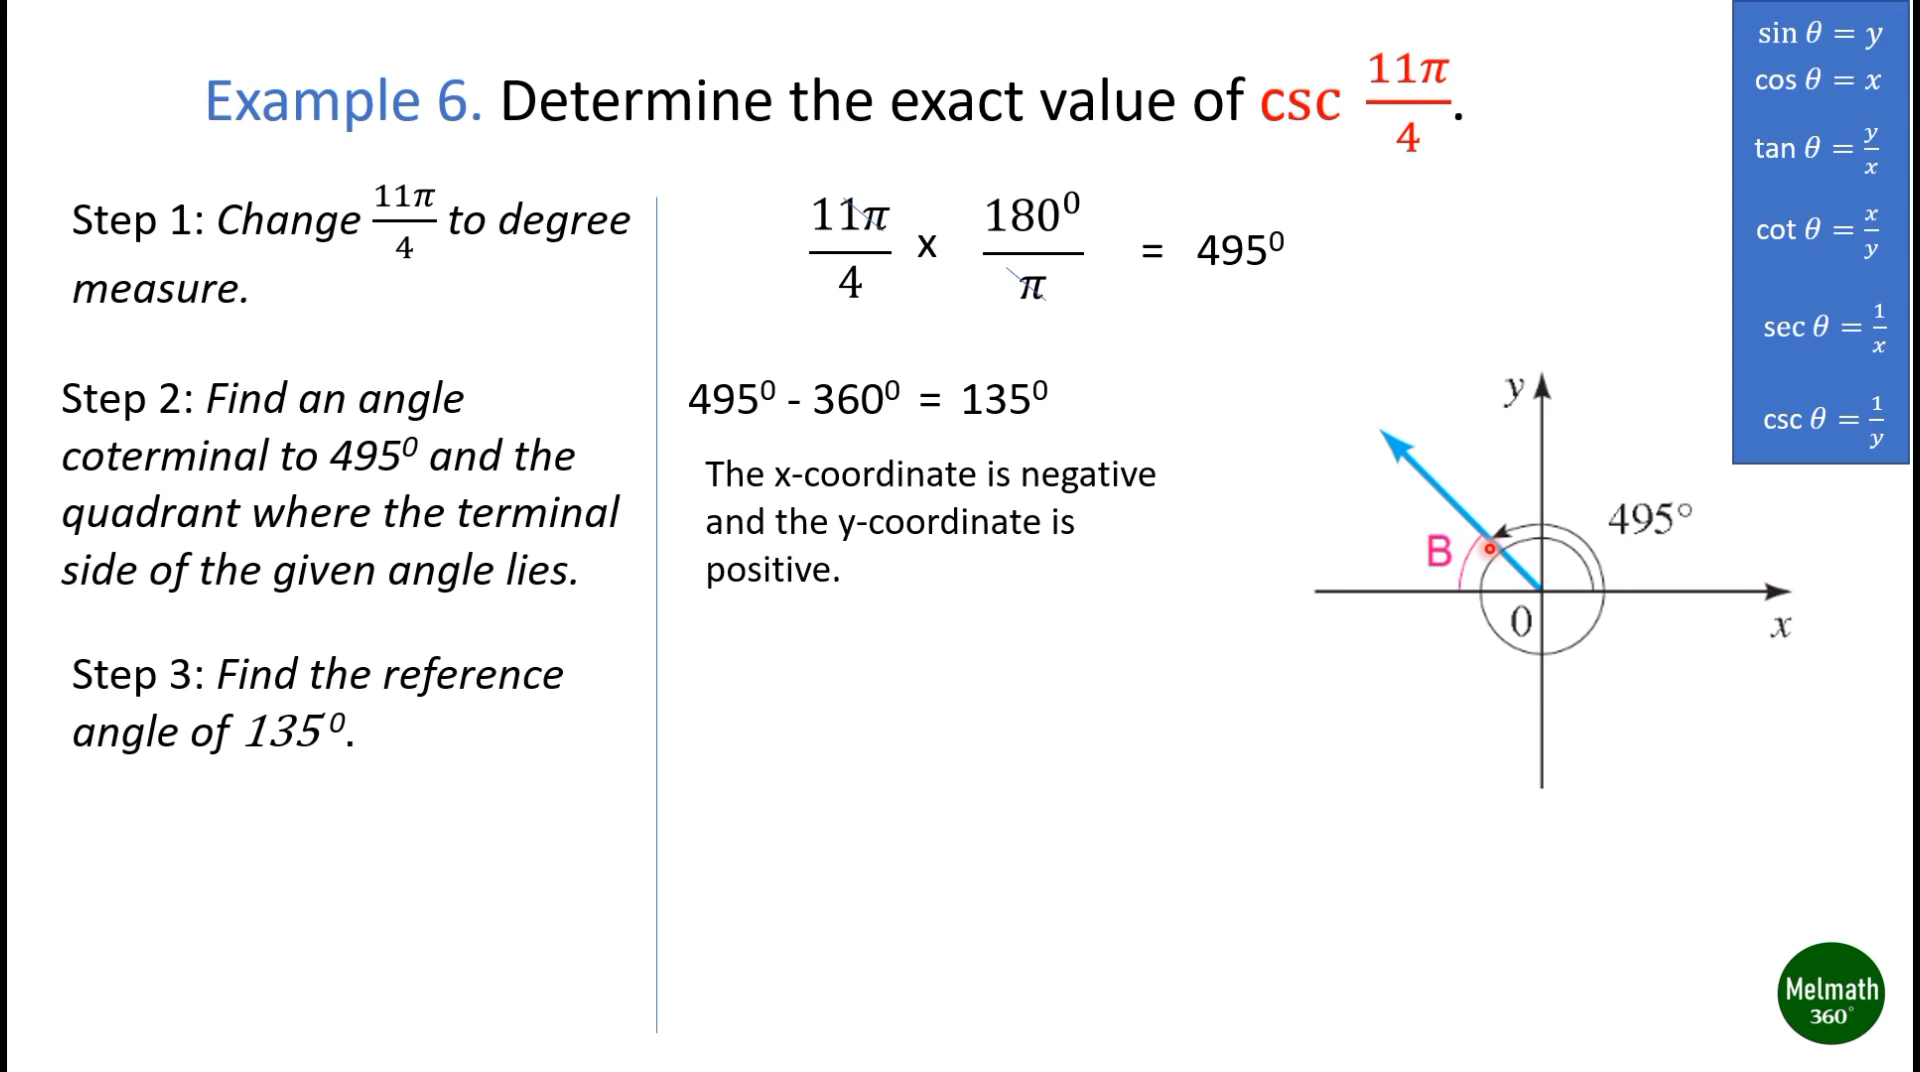 Example 6. Determine the exact value of csc 11π/4.
Step 1: Change 11π/4 to degree
measure.
11π/4 x 180⁰/π = 495⁰
Step 2: Find an angle
coterminal to 495⁰ and the
quadrant where the terminal
side of the given angle lies.
495⁰ - 360⁰ = 135⁰
The x-coordinate is negative
and the y-coordinate is
positive.
Step 3: Find the reference
angle of 135⁰.
y
495°
B
0
x
sin θ = y
cos θ = x
tan θ = y/x
cot θ = x/y
sec θ = 1/x
csc θ = 1/y
Melmath
360°